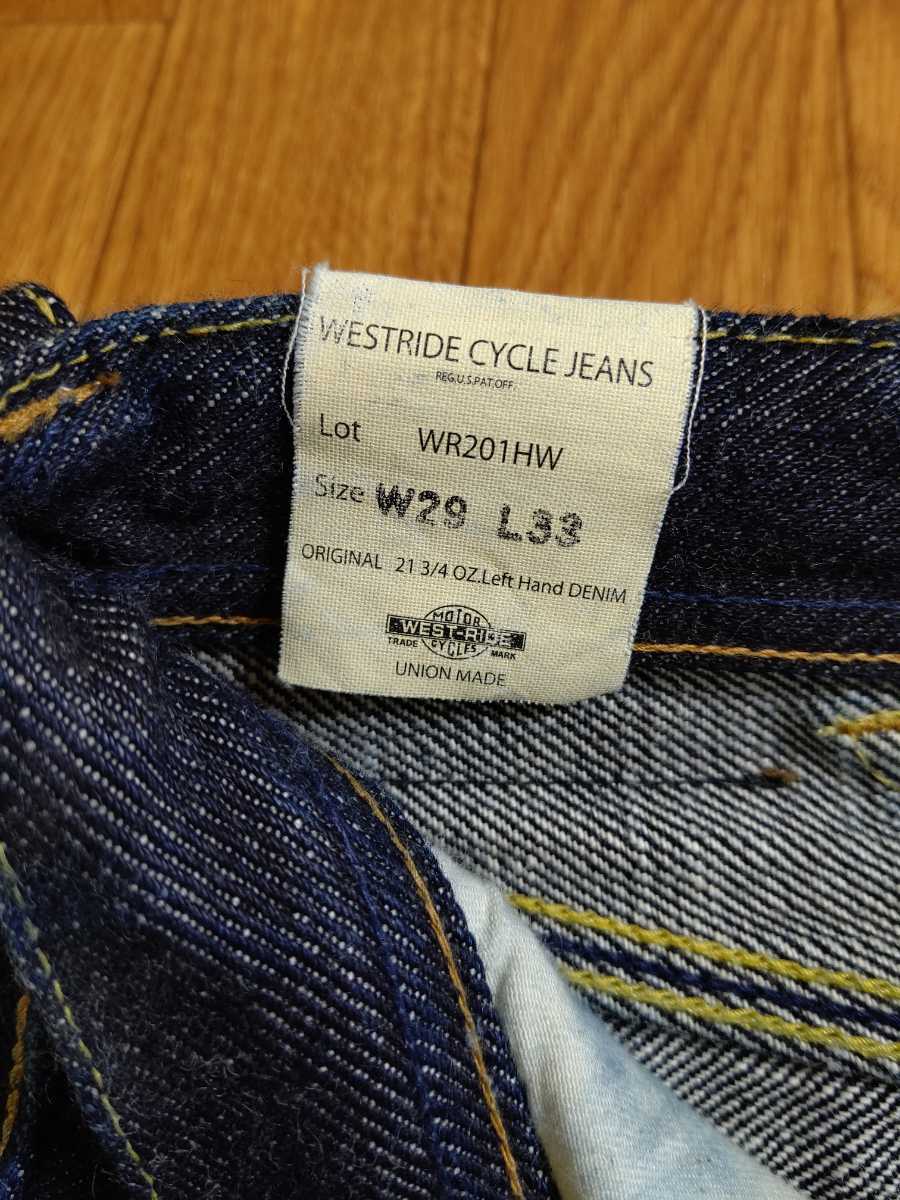 WESTRIDE CYCLE JEANS
REG.U.S.PAT.OFF.
Lot WR201HW
Size W29 L33
ORIGINAL 21 3/4 OZ.Left Hand DENIM
MOTOR
WEST-RIDE
TRADE CYCLES MARK
UNION MADE